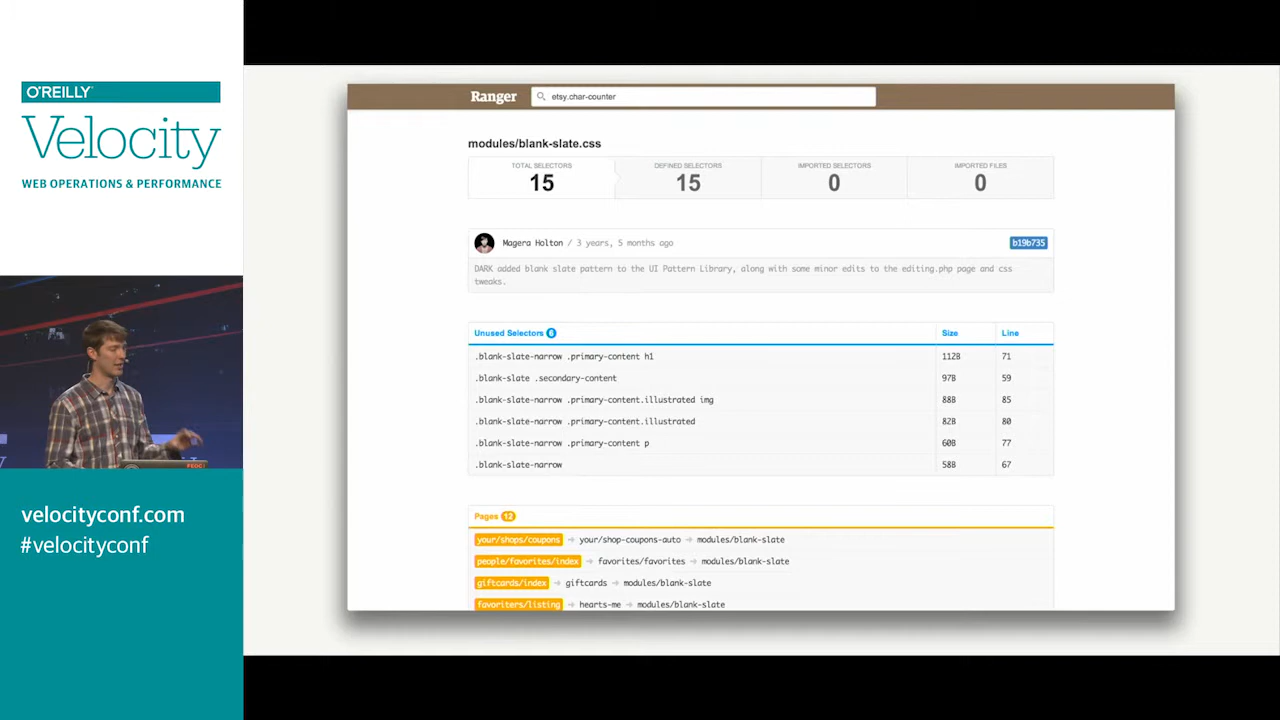 O'REILLY
Velocity
WEB OPERATIONS & PERFORMANCE
velocityconf.com
#velocityconf
Ranger
etsy.char-counter
modules/blank-slate.css
TOTAL SELECTORS DEFINED SELECTORS IMPORTED SELECTORS IMPORTED FILES
15 15 0 0
Magera Holton / 3 years, 5 months ago b19b735
DARK added blank slate pattern to the UI Pattern Library, along with some minor edits to the editing.php page and css
tweaks.
Unused Selectors 6 Size Line
.blank-slate-narrow .primary-content h1 112B 71
.blank-slate .secondary-content 97B 59
.blank-slate-narrow .primary-content.illustrated img 88B 85
.blank-slate-narrow .primary-content.illustrated 82B 80
.blank-slate-narrow .primary-content p 60B 77
.blank-slate-narrow 58B 67
Pages 12
your/shops/coupons → your/shop-coupons-auto → modules/blank-slate
people/favorites/index → favorites/favorites → modules/blank-slate
giftcards/index → giftcards → modules/blank-slate
favoriters/listing → hearts-me → modules/blank-slate